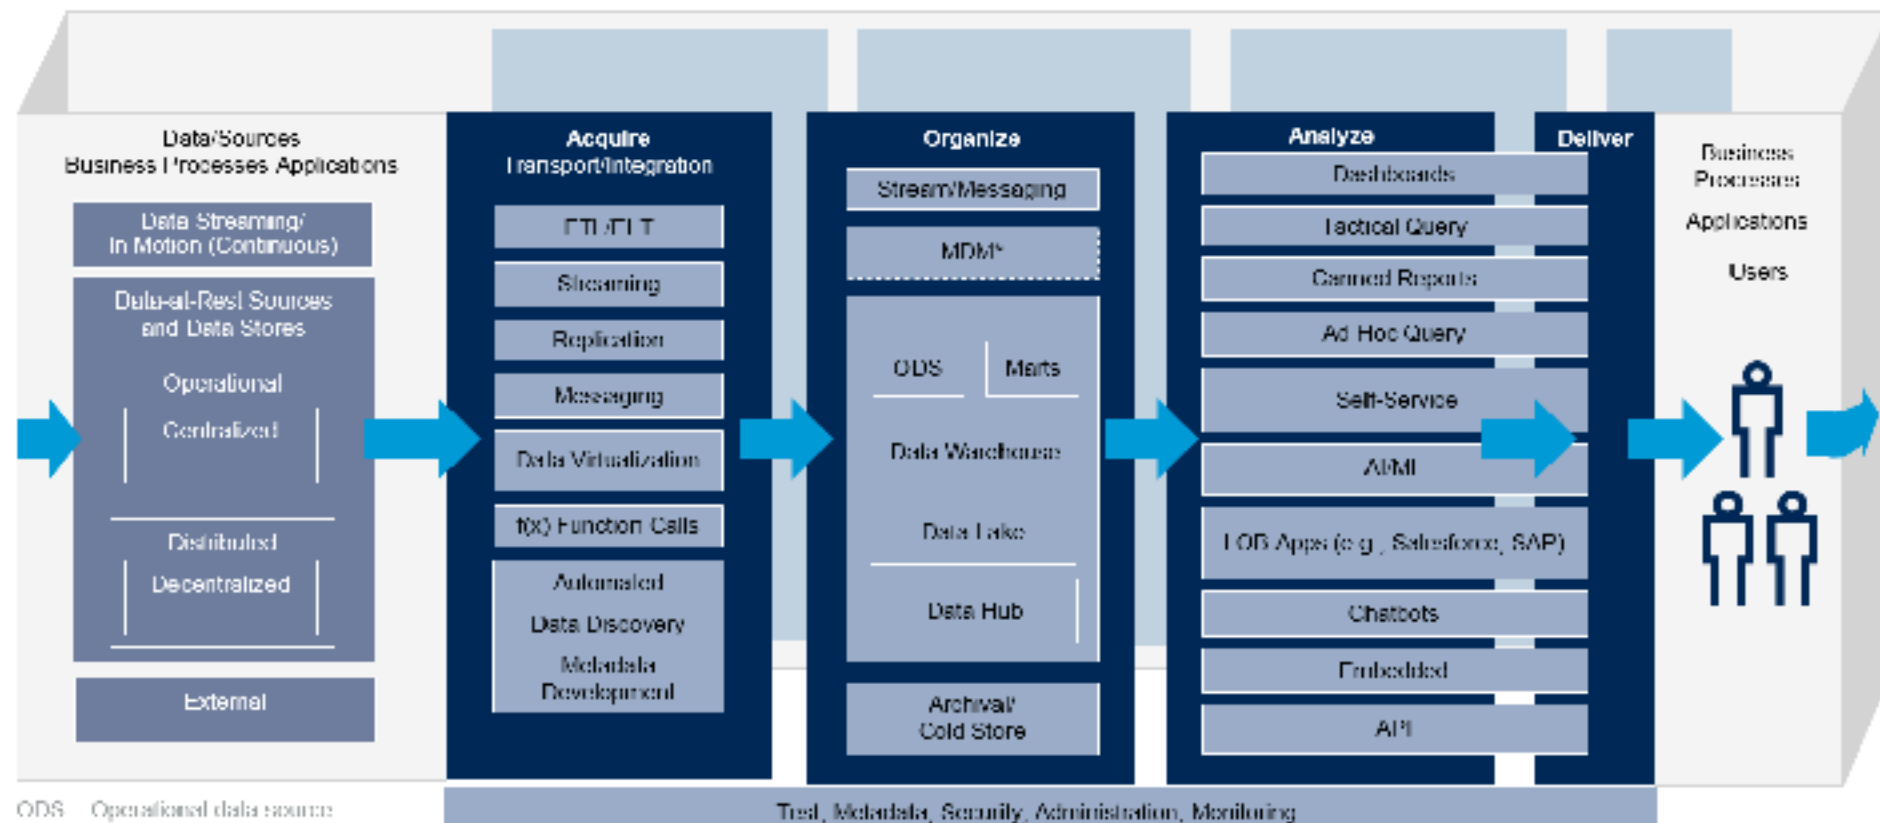 Data/Sources
Business Processes Applications
Data Streaming/
In Motion (Continuous)
Data-at-Rest Sources
and Data Stores
Operational
Centralized
Distributed
Decentralized
External
Acquire
Transport/Integration
ETL/ELT
Streaming
Replication
Messaging
Data Virtualization
f(x) Function Calls
Automated
Data Discovery
Metadata
Development
Organize
Stream/Messaging
MDM*
ODS
Marts
Data Warehouse
Data Lake
Data Hub
Archival/
Cold Store
Analyze
Deliver
Dashboards
Tactical Query
Canned Reports
Ad Hoc Query
Self-Service
AI/ML
LOB Apps (e.g., Salesforce, SAP)
Chatbots
Embedded
API
Business
Processes
Applications
Users
ODS Operational data source
Test, Metadata, Security, Administration, Monitoring